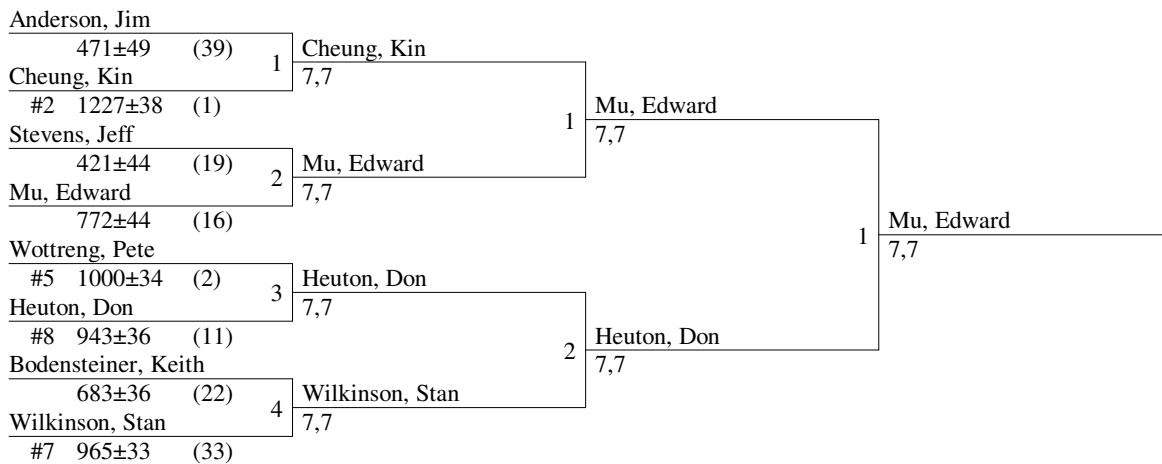 Anderson, Jim
471±49 (39)
Cheung, Kin
#2 1227±38 (1)
Stevens, Jeff
421±44 (19)
Mu, Edward
772±44 (16)
Wottreng, Pete
#5 1000±34 (2)
Heuton, Don
#8 943±36 (11)
Bodensteiner, Keith
683±36 (22)
Wilkinson, Stan
#7 965±33 (33)
1
Cheung, Kin
7,7
2
Mu, Edward
7,7
3
Heuton, Don
7,7
4
Wilkinson, Stan
7,7
1
Mu, Edward
7,7
2
Heuton, Don
7,7
1
Mu, Edward
7,7